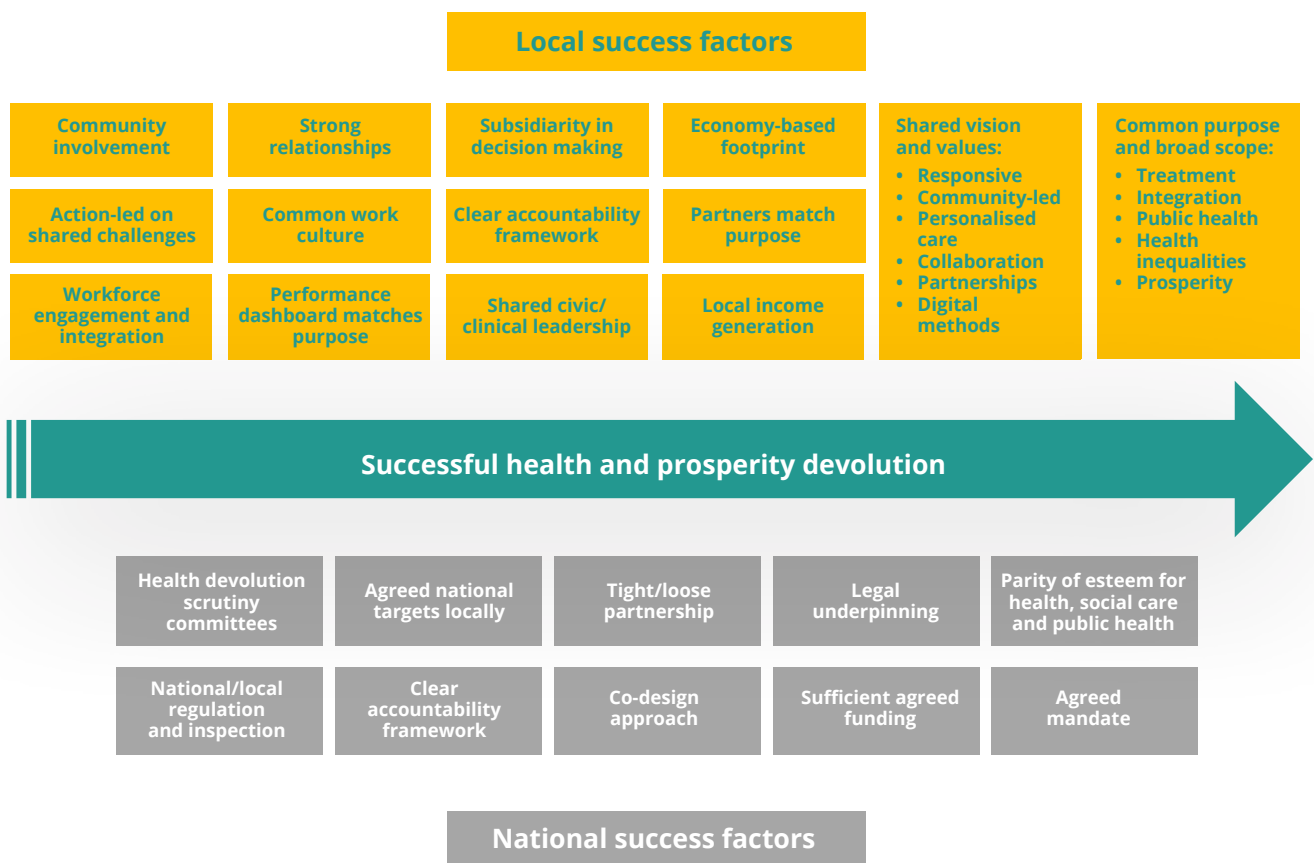 Local success factors
Community
involvement
Strong
relationships
Subsidiarity in
decision making
Economy-based
footprint
Shared vision
and values:
• Responsive
• Community-led
• Personalised
care
• Collaboration
• Partnerships
• Digital
methods
Common purpose
and broad scope:
• Treatment
• Integration
• Public health
• Health
inequalities
• Prosperity
Action-led on
shared challenges
Common work
culture
Clear accountability
framework
Partners match
purpose
Workforce
engagement and
integration
Performance
dashboard matches
purpose
Shared civic/
clinical leadership
Local income
generation
Successful health and prosperity devolution
Health devolution
scrutiny
committees
Agreed national
targets locally
Tight/loose
partnership
Legal
underpinning
Parity of esteem for
health, social care
and public health
National/local
regulation
and inspection
Clear
accountability
framework
Co-design
approach
Sufficient agreed
funding
Agreed
mandate
National success factors